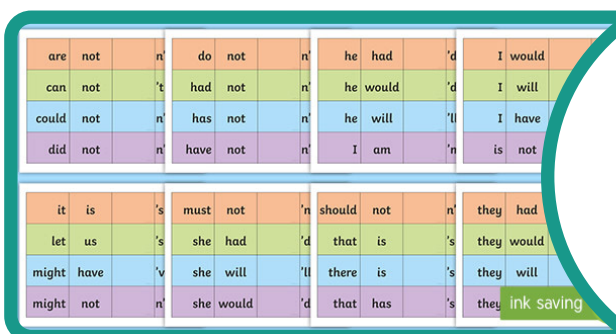 are not n'
can not 't
could not n'
did not n'
do not n'
had not n'
has not n'
have not n'
he had 'd
he would 'd
he will 'll
I am
I would
I will
I have
is not
it is 's
let us 's
might have 'v
might not n'
must not 'n
she had 'd
she will 'll
she would 'd
should not n'
that is 's
there is 's
that has 's
they had
they would
they will
they
ink saving